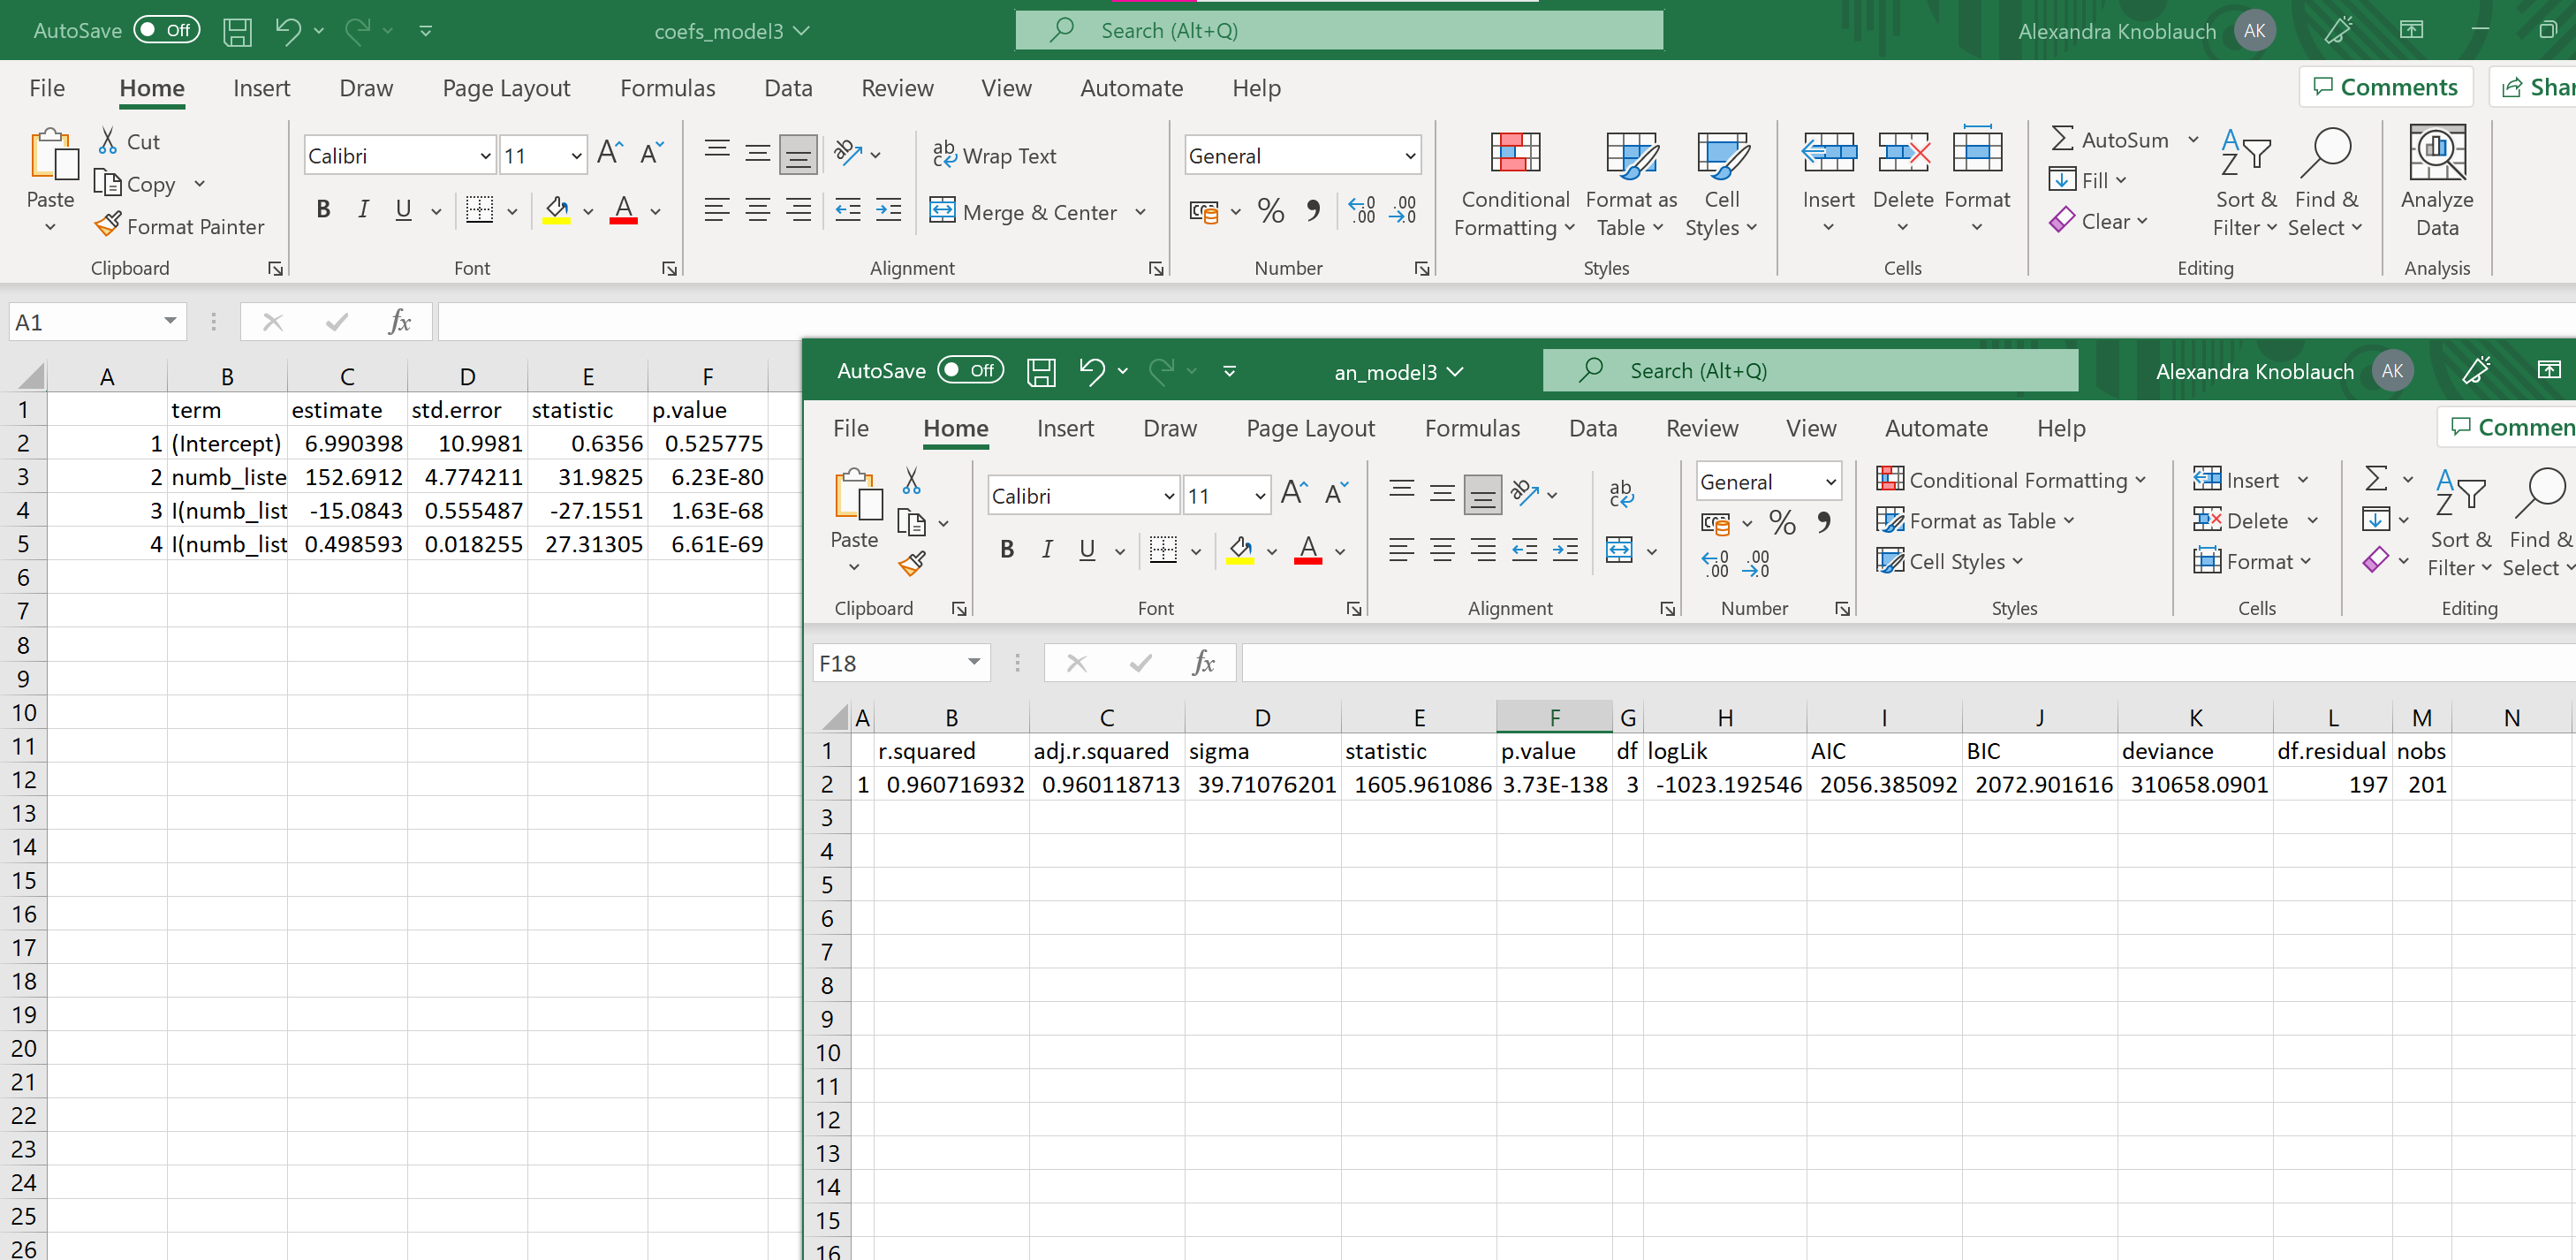 AutoSave Off coefs_model3 Search (Alt+Q) Alexandra Knoblauch AK
File Home Insert Draw Page Layout Formulas Data Review View Automate Help Comments
Cut
Copy
Format Painter
Paste
Clipboard
Calibri 11
B I U A
Font
Wrap Text
Merge & Center
Alignment
General
Number
Conditional Formatting
Format as Table
Cell Styles
Styles
Insert Delete Format
Cells
AutoSum
Fill
Clear
Sort & Filter
Find & Select
Editing
Analyze Data
Analysis
A1 fx
A B C D E F
1 term estimate std.error statistic p.value
2 1 (Intercept) 6.990398 10.9981 0.6356 0.525775
3 2 numb_liste 152.6912 4.774211 31.9825 6.23E-80
4 3 I(numb_list -15.0843 0.555487 -27.1551 1.63E-68
5 4 I(numb_list 0.498593 0.018255 27.31305 6.61E-69
6
7
8
9
10
11
12
13
14
15
16
17
18
19
20
21
22
23
24
25
26
AutoSave Off an_model3 Search (Alt+Q) Alexandra Knoblauch AK
File Home Insert Draw Page Layout Formulas Data Review View Automate Help
Paste
Clipboard
Calibri 11
B I U A
Font
Alignment
General
Number
Conditional Formatting
Format as Table
Cell Styles
Styles
Insert
Delete
Format
Cells
Sort & Filter
Find & Select
Editing
F18 fx
A B C D E F G H I J K L M N
1 r.squared adj.r.squared sigma statistic p.value df logLik AIC BIC deviance df.residual nobs
2 1 0.960716932 0.960118713 39.71076201 1605.961086 3.73E-138 3 -1023.192546 2056.385092 2072.901616 310658.0901 197 201
3
4
5
6
7
8
9
10
11
12
13
14
15
16